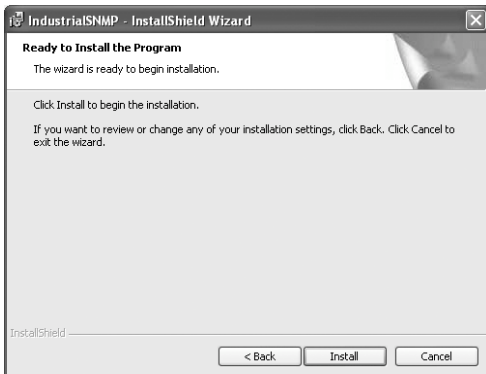 IndustrialSNMP - InstallShield Wizard
Ready to Install the Program
The wizard is ready to begin installation.
Click Install to begin the installation.
If you want to review or change any of your installation settings, click Back. Click Cancel to
exit the wizard.
InstallShield
< Back Install Cancel